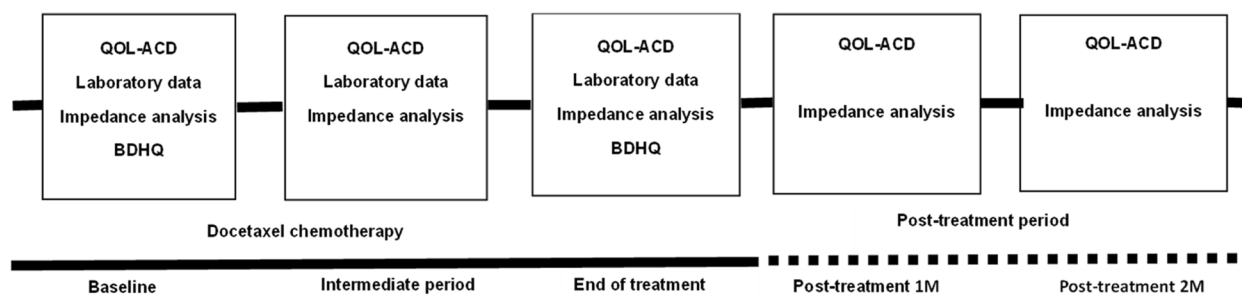 QOL-ACD
Laboratory data
Impedance analysis
BDHQ
QOL-ACD
Laboratory data
Impedance analysis
QOL-ACD
Laboratory data
Impedance analysis
BDHQ
QOL-ACD
Impedance analysis
QOL-ACD
Impedance analysis
Docetaxel chemotherapy
Post-treatment period
Baseline
Intermediate period
End of treatment
Post-treatment 1M
Post-treatment 2M